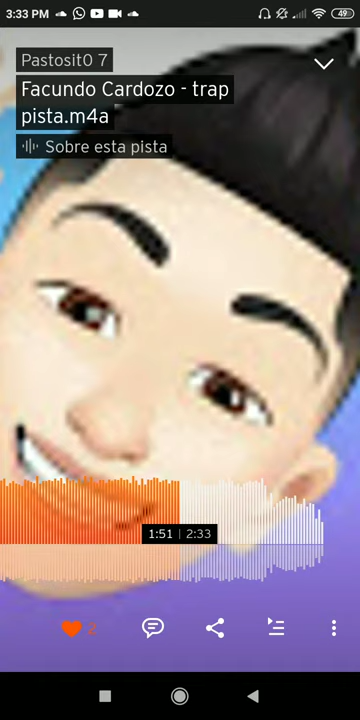 3:33 PM
49
Pastosit0 7
Facundo Cardozo - trap
pista.m4a
Sobre esta pista
1:51 | 2:33
2